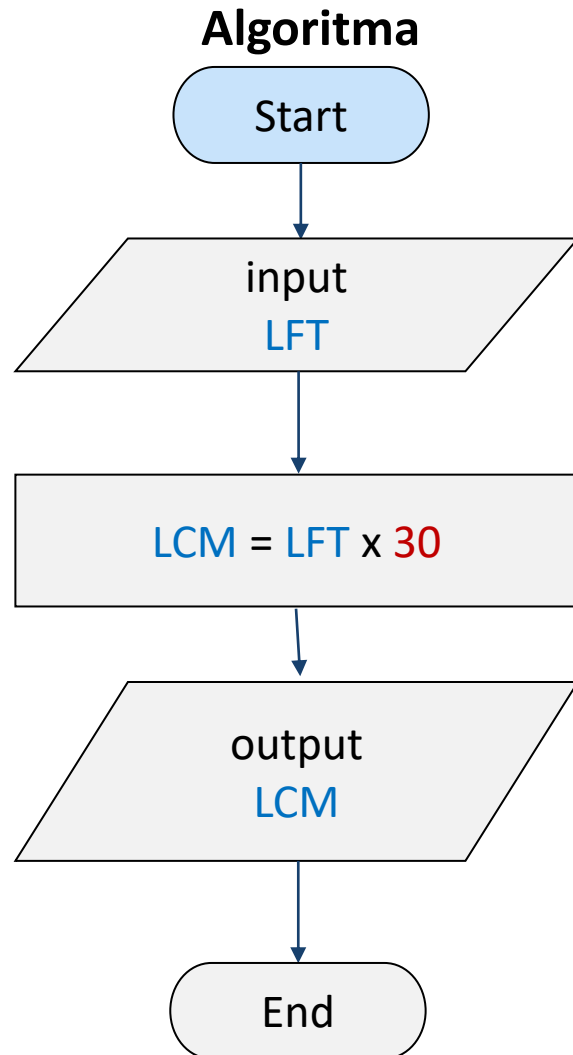 Algoritma
Start
input
LFT
LCM = LFT x 30
output
LCM
End